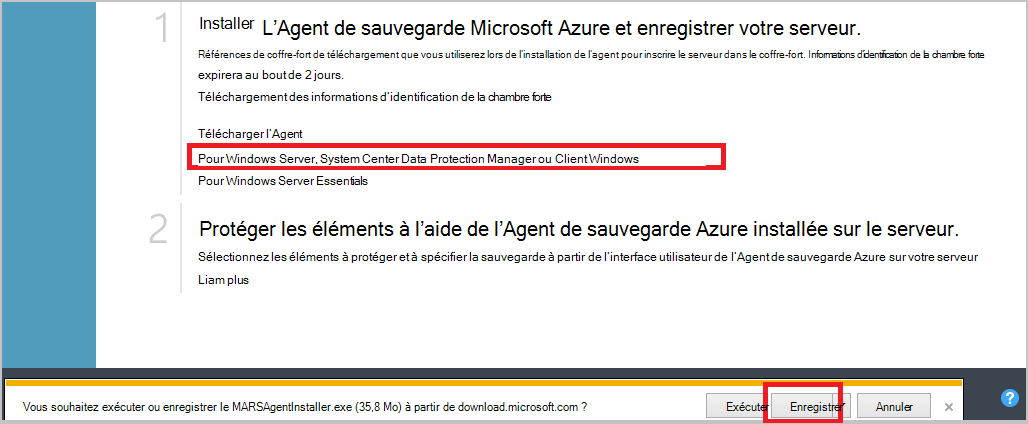 1
Installer L’Agent de sauvegarde Microsoft Azure et enregistrer votre serveur.
Références de coffre-fort de téléchargement que vous utiliserez lors de l’installation de l’agent pour inscrire le serveur dans le coffre-fort. Informations d’identification de la chambre forte
expirera au bout de 2 jours.
Téléchargement des informations d’identification de la chambre forte
Télécharger l’Agent
Pour Windows Server, System Center Data Protection Manager ou Client Windows
Pour Windows Server Essentials
2
Protéger les éléments à l’aide de l’Agent de sauvegarde Azure installée sur le serveur.
Sélectionnez les éléments à protéger et à spécifier la sauvegarde à partir de l’interface utilisateur de l’Agent de sauvegarde Azure sur votre serveur
Liam plus
Vous souhaitez exécuter ou enregistrer le MARSAgentInstaller.exe (35,8 Mo) à partir de download.microsoft.com ?
Exécuter
Enregistrer
Annuler
×
?